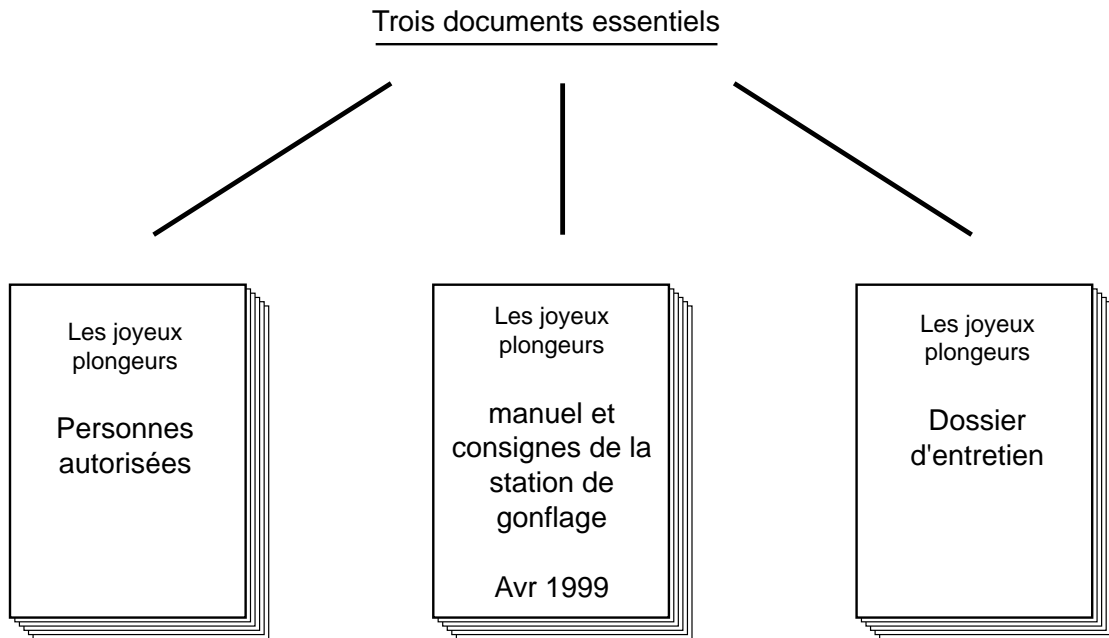 Trois documents essentiels
Les joyeux
plongeurs
Personnes
autorisées
Les joyeux
plongeurs
manuel et
consignes de la
station de
gonflage
Avr 1999
Les joyeux
plongeurs
Dossier
d'entretien